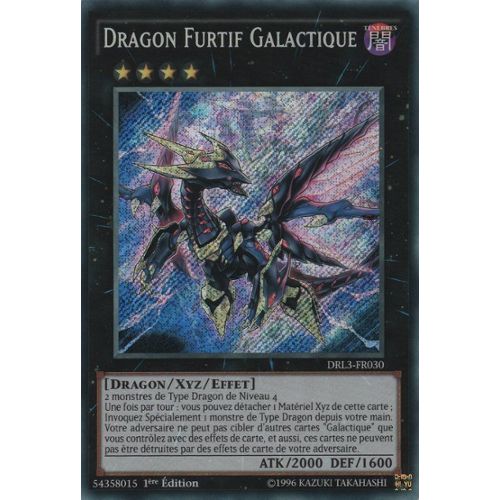 DRAGON FURTIF GALACTIQUE
TÉNÈBRES
闇
DRL3-FR030
[DRAGON/XYZ/EFFET]
2 monstres de Type Dragon de Niveau 4
Une fois par tour : vous pouvez détacher 1 Matériel Xyz de cette carte ;
Invoquez Spécialement 1 monstre de Type Dragon depuis votre main.
Votre adversaire ne peut pas cibler d'autres cartes "Galactique" que
vous contrôlez avec des effets de carte, et aussi, ces cartes ne peuvent
pas être détruites par des effets de carte de votre adversaire.
ATK/2000 DEF/1600
54358015 1ère Édition ©1996 KAZUKI TAKAHASHI